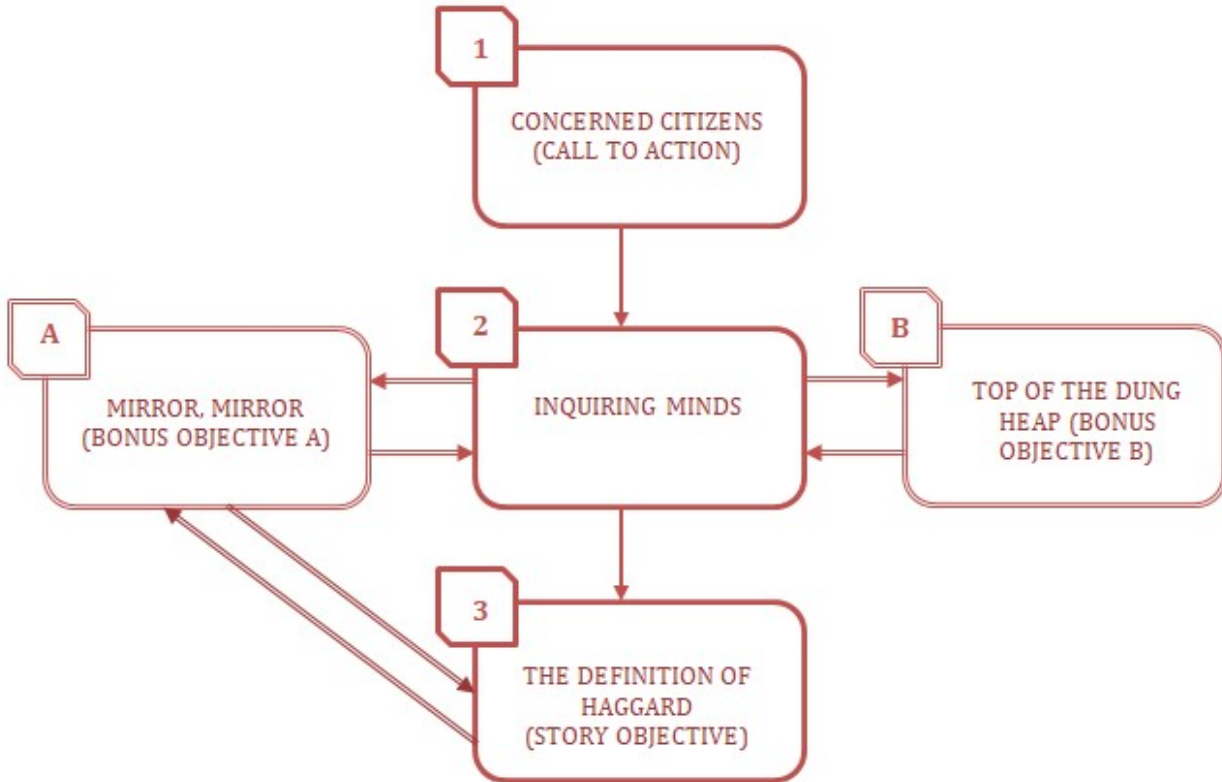 1
CONCERNED CITIZENS
(CALL TO ACTION)
A
MIRROR, MIRROR
(BONUS OBJECTIVE A)
2
INQUIRING MINDS
B
TOP OF THE DUNG
HEAP (BONUS
OBJECTIVE B)
3
THE DEFINITION OF
HAGGARD
(STORY OBJECTIVE)